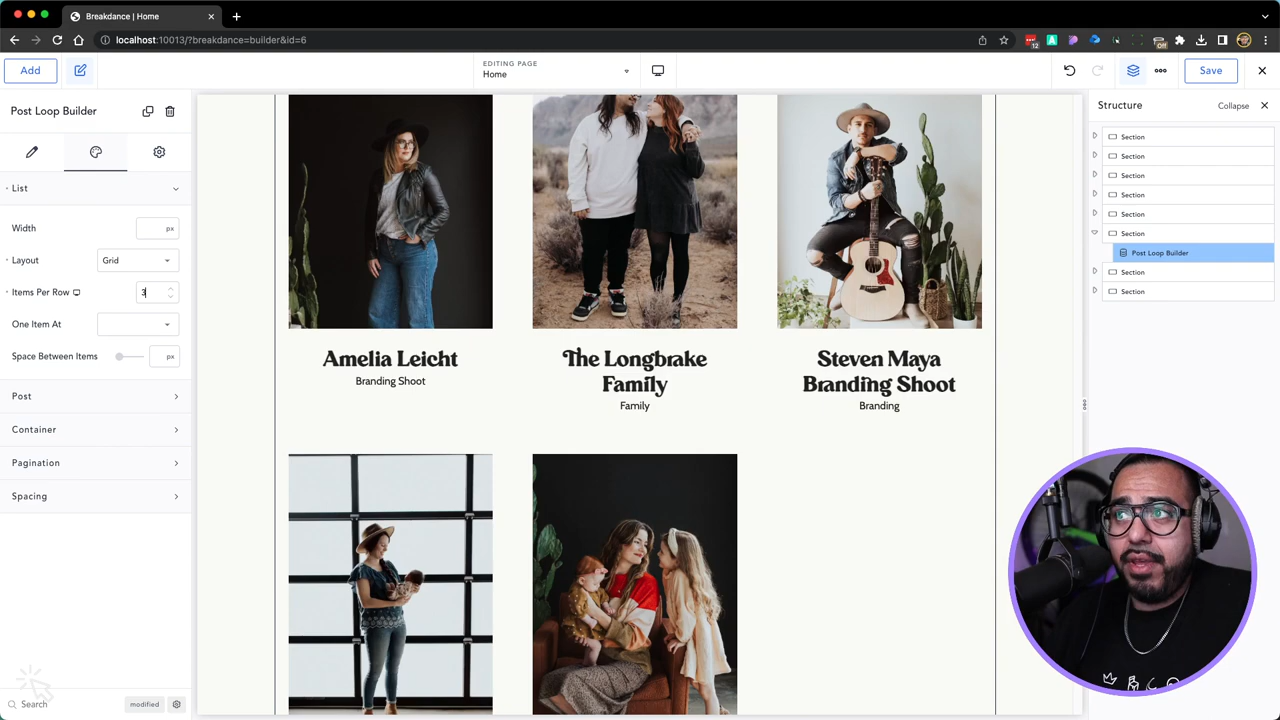 Breakdance | Home
localhost:10013/?breakdance=builder&id=6
12
Off
Add
EDITING PAGE
Home
Save
Post Loop Builder
List
Width
px
Layout
Grid
Items Per Row
3
One Item At
Space Between Items
px
Post
Container
Pagination
Spacing
Search
modified
Amelia Leicht
Branding Shoot
The Longbrake
Family
Family
Steven Maya
Branding Shoot
Branding
Structure
Collapse
Section
Section
Section
Section
Section
Section
Post Loop Builder
Section
Section